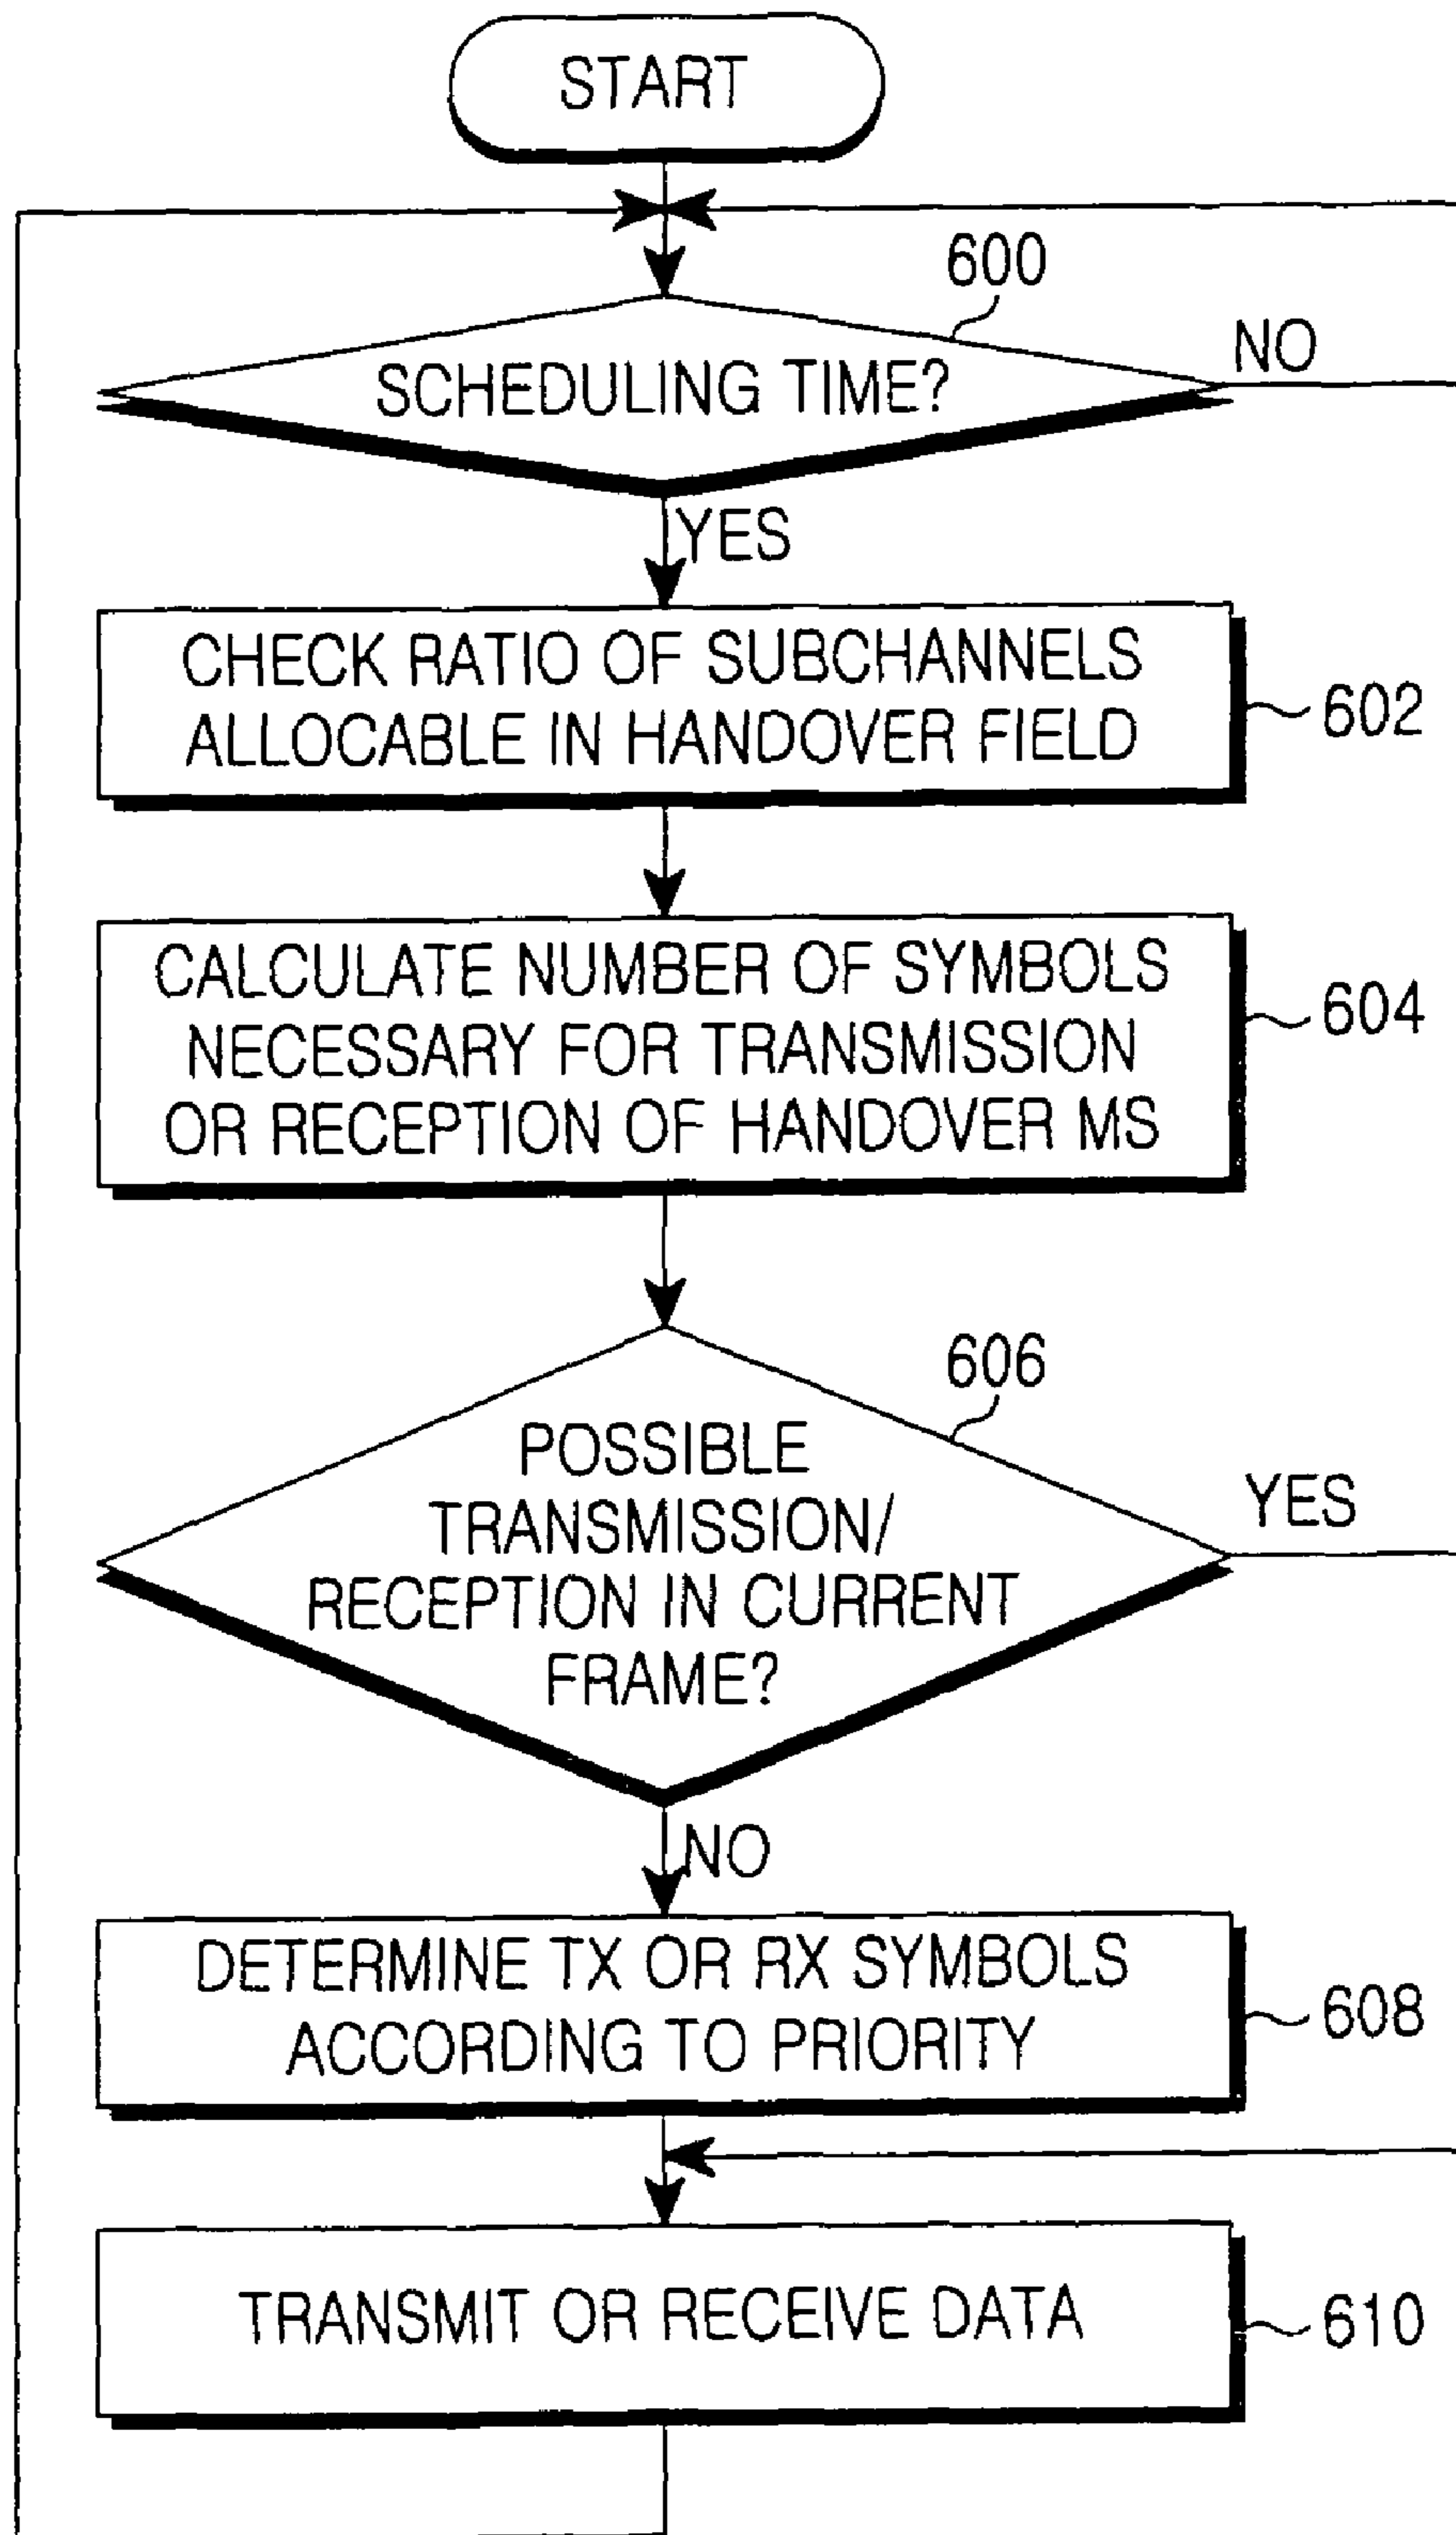 START
600
SCHEDULING TIME?
NO
YES
CHECK RATIO OF SUBCHANNELS
ALLOCABLE IN HANDOVER FIELD
602
CALCULATE NUMBER OF SYMBOLS
NECESSARY FOR TRANSMISSION
OR RECEPTION OF HANDOVER MS
604
606
POSSIBLE
TRANSMISSION/
RECEPTION IN CURRENT
FRAME?
YES
NO
DETERMINE TX OR RX SYMBOLS
ACCORDING TO PRIORITY
608
TRANSMIT OR RECEIVE DATA
610